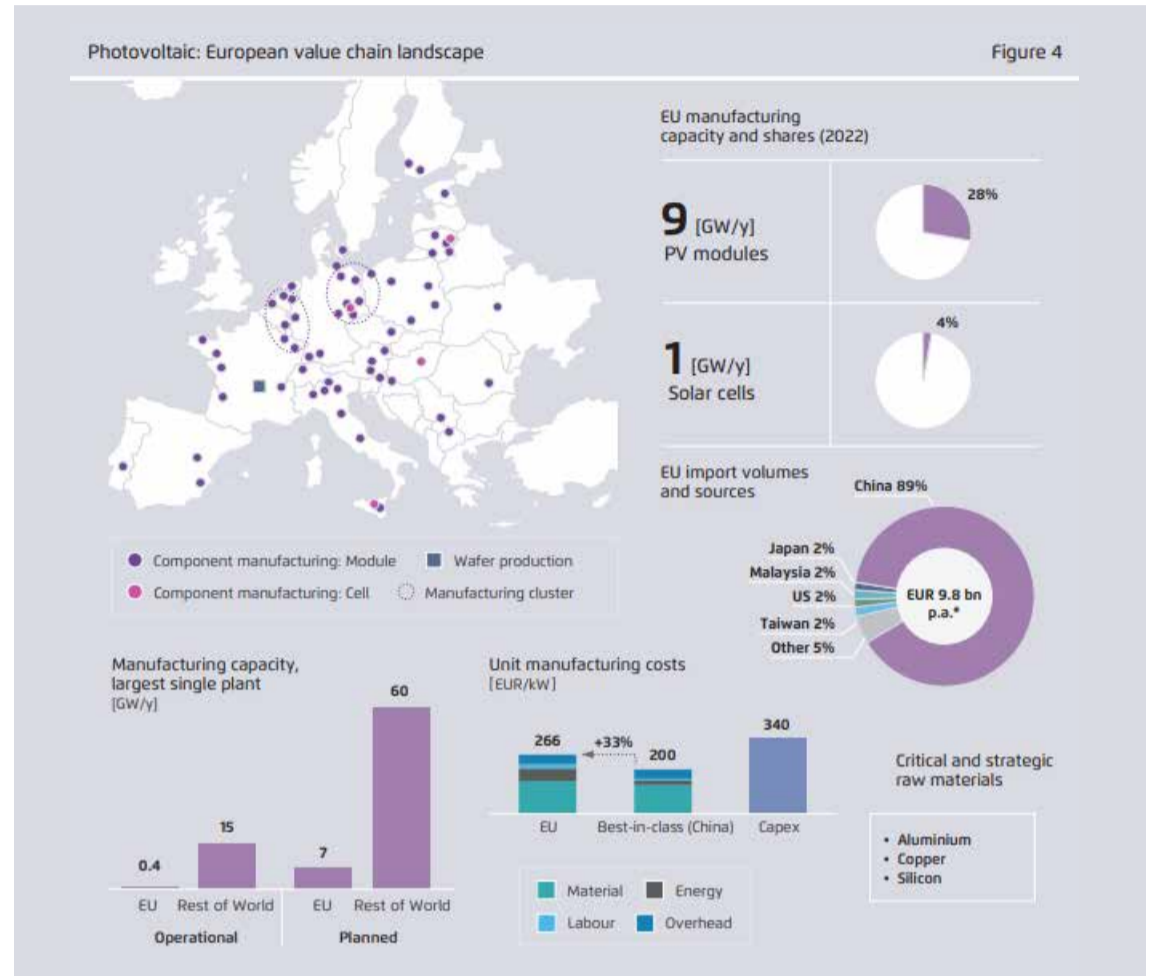 Photovoltaic: European value chain landscape
Figure 4
EU manufacturing
capacity and shares (2022)
9 [GW/y]
PV modules
28%
1 [GW/y]
Solar cells
4%
EU import volumes
and sources
China 89%
Japan 2%
Malaysia 2%
US 2%
Taiwan 2%
Other 5%
EUR 9.8 bn
p.a.*
Component manufacturing: Module
Wafer production
Component manufacturing: Cell
Manufacturing cluster
Manufacturing capacity,
largest single plant
[GW/y]
0.4
15
7
60
EU
Rest of World
EU
Rest of World
Operational
Planned
Unit manufacturing costs
[EUR/kW]
266
+33%
200
340
EU
Best-in-class (China)
Capex
Material
Energy
Labour
Overhead
Critical and strategic
raw materials
• Aluminium
• Copper
• Silicon